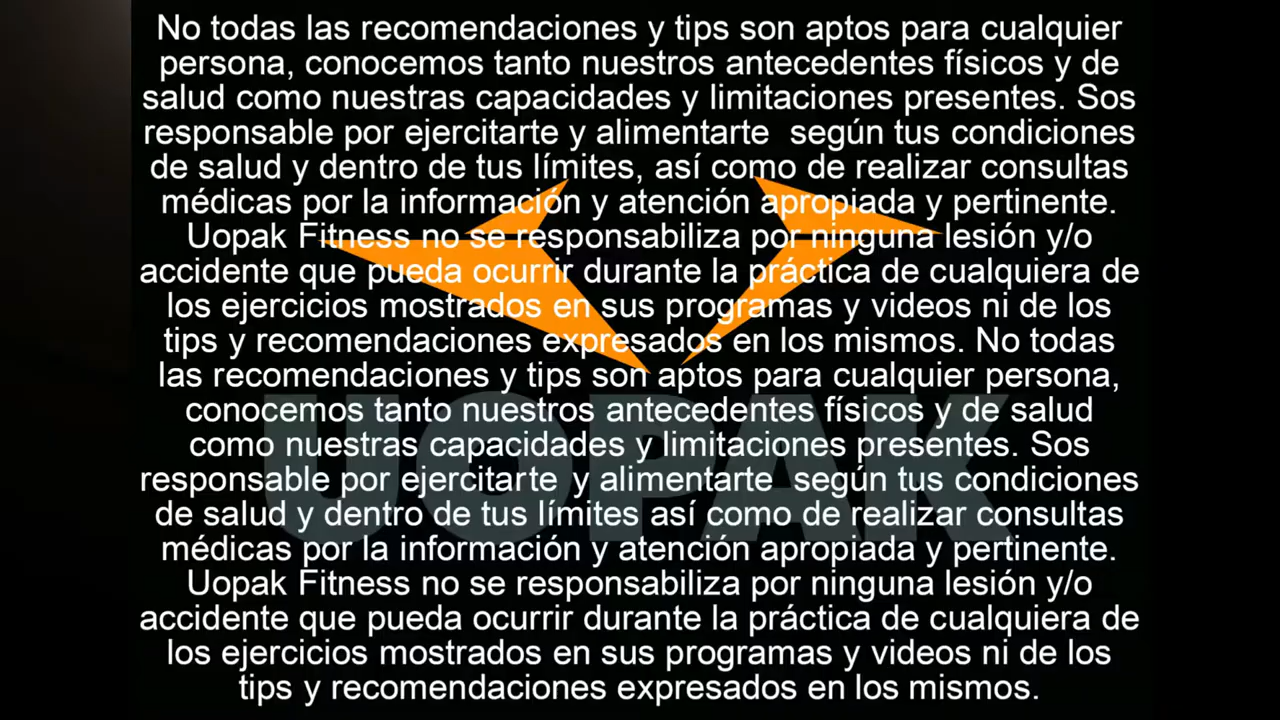 No todas las recomendaciones y tips son aptos para cualquier
persona, conocemos tanto nuestros antecedentes físicos y de
salud como nuestras capacidades y limitaciones presentes. Sos
responsable por ejercitarte y alimentarte  según tus condiciones
de salud y dentro de tus límites, así como de realizar consultas
médicas por la información y atención apropiada y pertinente.
Uopak Fitness no se responsabiliza por ninguna lesión y/o
accidente que pueda ocurrir durante la práctica de cualquiera de
los ejercicios mostrados en sus programas y videos ni de los
tips y recomendaciones expresados en los mismos. No todas
las recomendaciones y tips son aptos para cualquier persona,
conocemos tanto nuestros antecedentes físicos y de salud
como nuestras capacidades y limitaciones presentes. Sos
responsable por ejercitarte y alimentarte  según tus condiciones
de salud y dentro de tus límites así como de realizar consultas
médicas por la información y atención apropiada y pertinente.
Uopak Fitness no se responsabiliza por ninguna lesión y/o
accidente que pueda ocurrir durante la práctica de cualquiera de
los ejercicios mostrados en sus programas y videos ni de los
tips y recomendaciones expresados en los mismos.
UOPAK